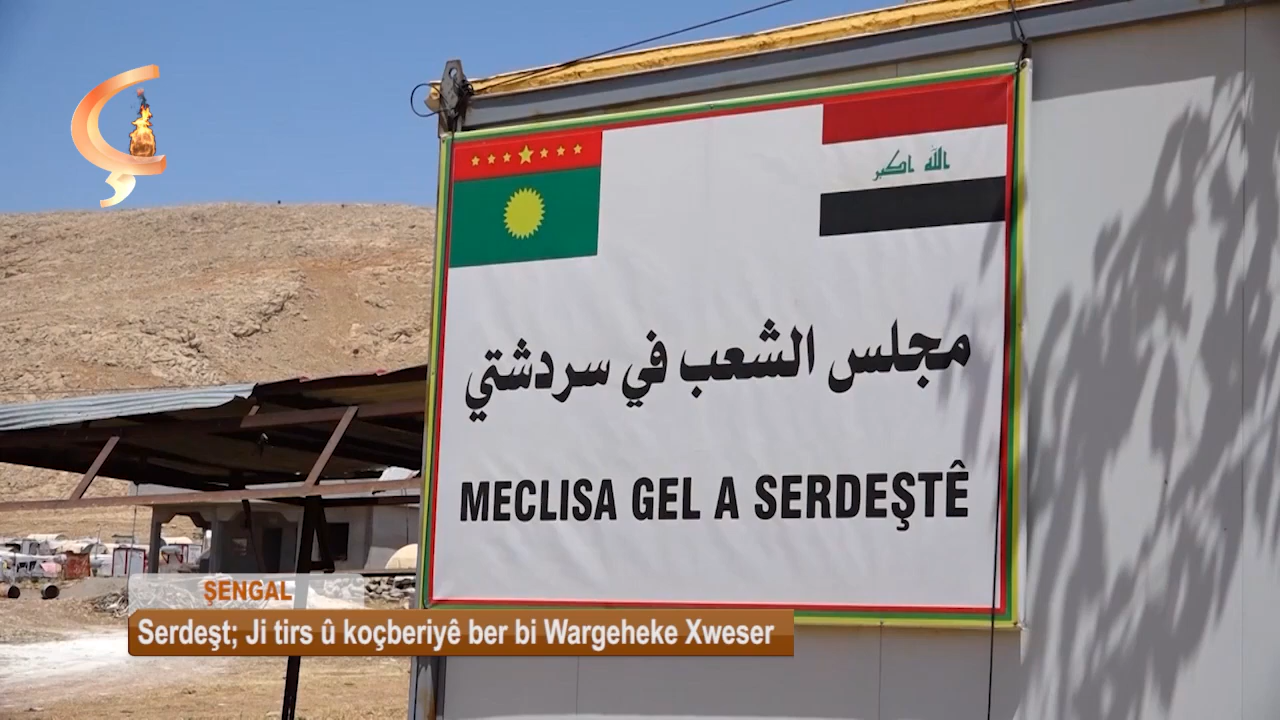 الله اكبر
مجلس الشعب في سردشتي
MECLISA GEL A SERDEŞTÊ
ŞENGAL
Serdeşt; Ji tirs û koçberiyê ber bi Wargeheke Xweser